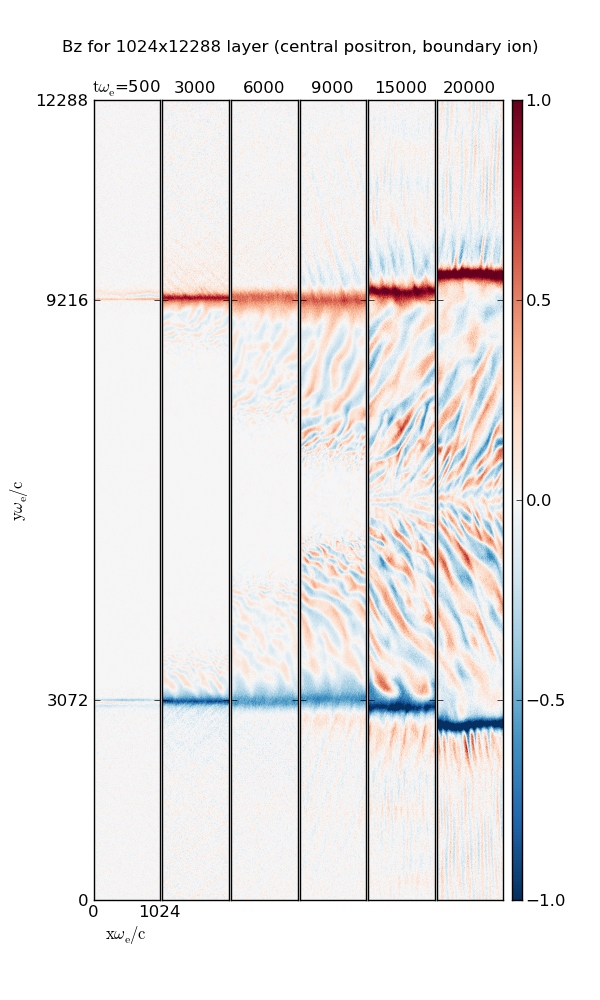 Bz for 1024x12288 layer (central positron, boundary ion)
tωₑ=500 3000 6000 9000 15000 20000
12288
1.0
9216
0.5
yωₑ/c
0.0
3072
−0.5
0
−1.0
0 1024
xωₑ/c